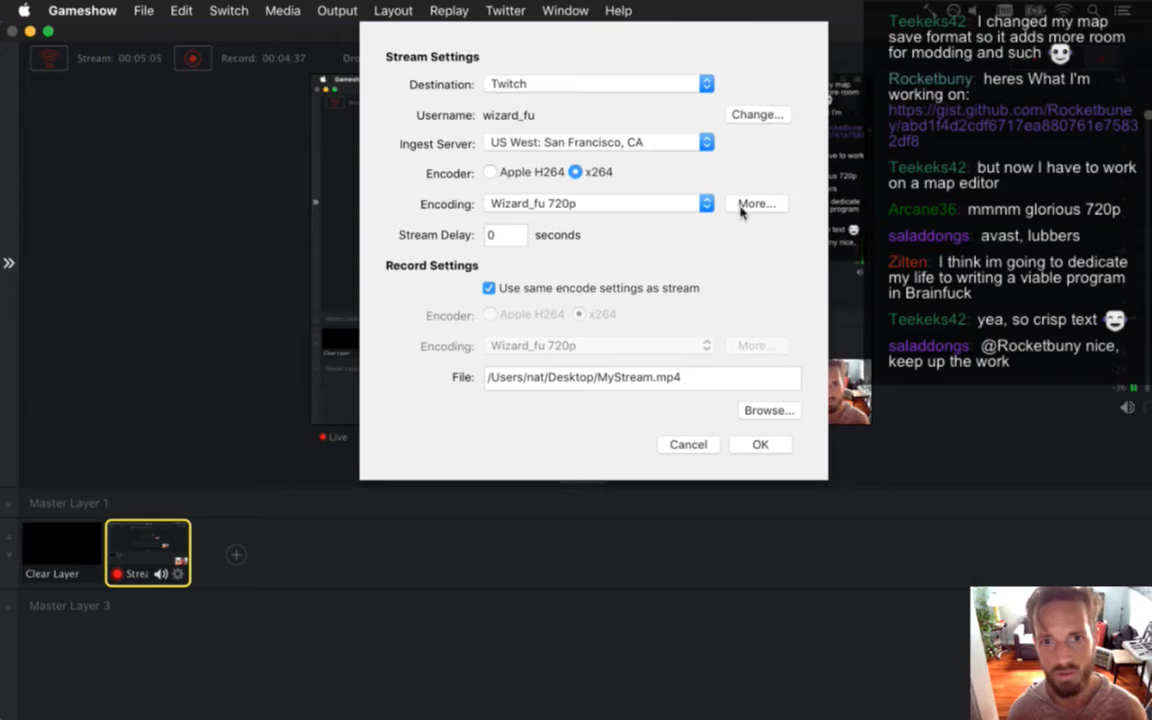 Gameshow File Edit Switch Media Output Layout Replay Twitter Window Help
Stream: 00:05:05
Record: 00:04:37
Stream Settings
Destination: Twitch
Username: wizard_fu Change...
Ingest Server: US West: San Francisco, CA
Encoder: Apple H264 x264
Encoding: Wizard_fu 720p More...
Stream Delay: 0 seconds
Record Settings
Use same encode settings as stream
Encoder: Apple H264 x264
Encoding: Wizard_fu 720p More...
File: /Users/nat/Desktop/MyStream.mp4
Browse...
Cancel OK
Live
Teekeks42: I changed my map
save format so it adds more room
for modding and such
Rocketbuny: heres What I'm
working on:
https://gist.github.com/Rocketbune
y/abd1f4d2cdf6717ea880761e7583
2df8
Teekeks42: but now I have to work
on a map editor
Arcane36: mmmm glorious 720p
saladdongs: avast, lubbers
Zilten: I think im going to dedicate
my life to writing a viable program
in Brainfuck
Teekeks42: yea, so crisp text
saladdongs: @Rocketbuny nice,
keep up the work
Master Layer 1
Clear Layer
Master Layer 3